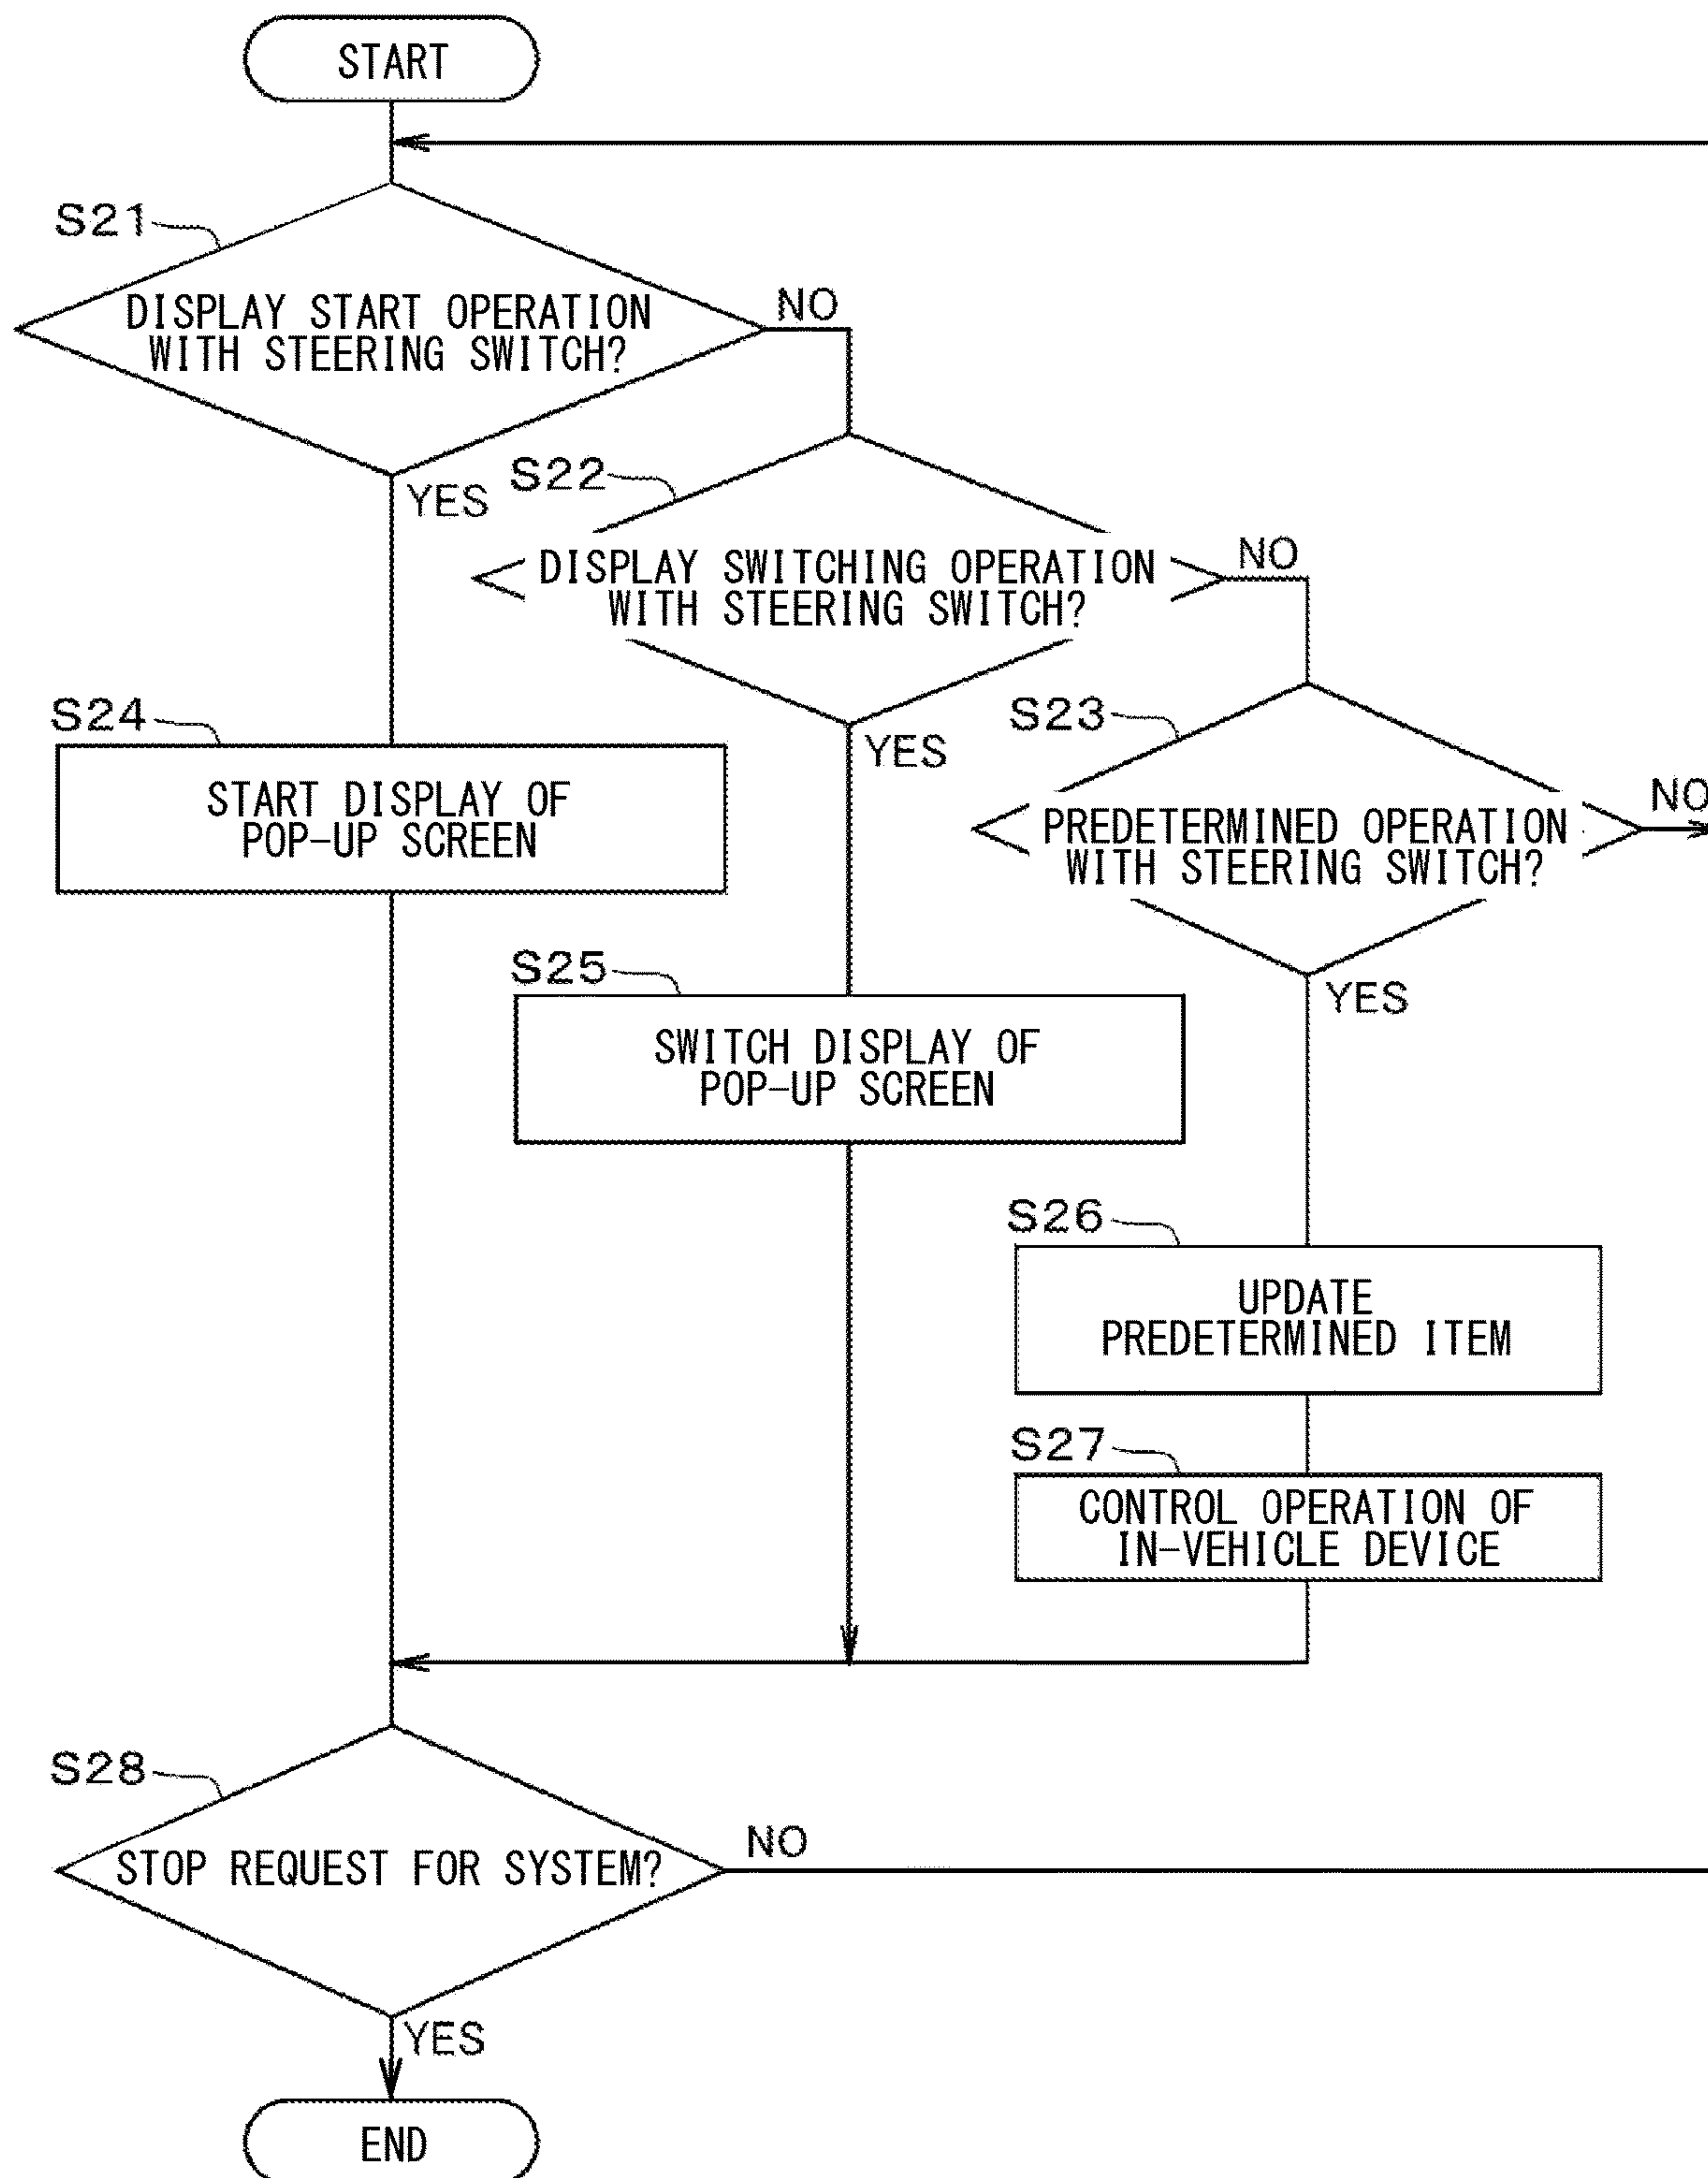 START
S21
DISPLAY START OPERATION
WITH STEERING SWITCH?
NO
YES
S22
DISPLAY SWITCHING OPERATION
WITH STEERING SWITCH?
NO
YES
S23
PREDETERMINED OPERATION
WITH STEERING SWITCH?
NO
YES
S24
START DISPLAY OF
POP-UP SCREEN
S25
SWITCH DISPLAY OF
POP-UP SCREEN
S26
UPDATE
PREDETERMINED ITEM
S27
CONTROL OPERATION OF
IN-VEHICLE DEVICE
S28
STOP REQUEST FOR SYSTEM?
NO
YES
END